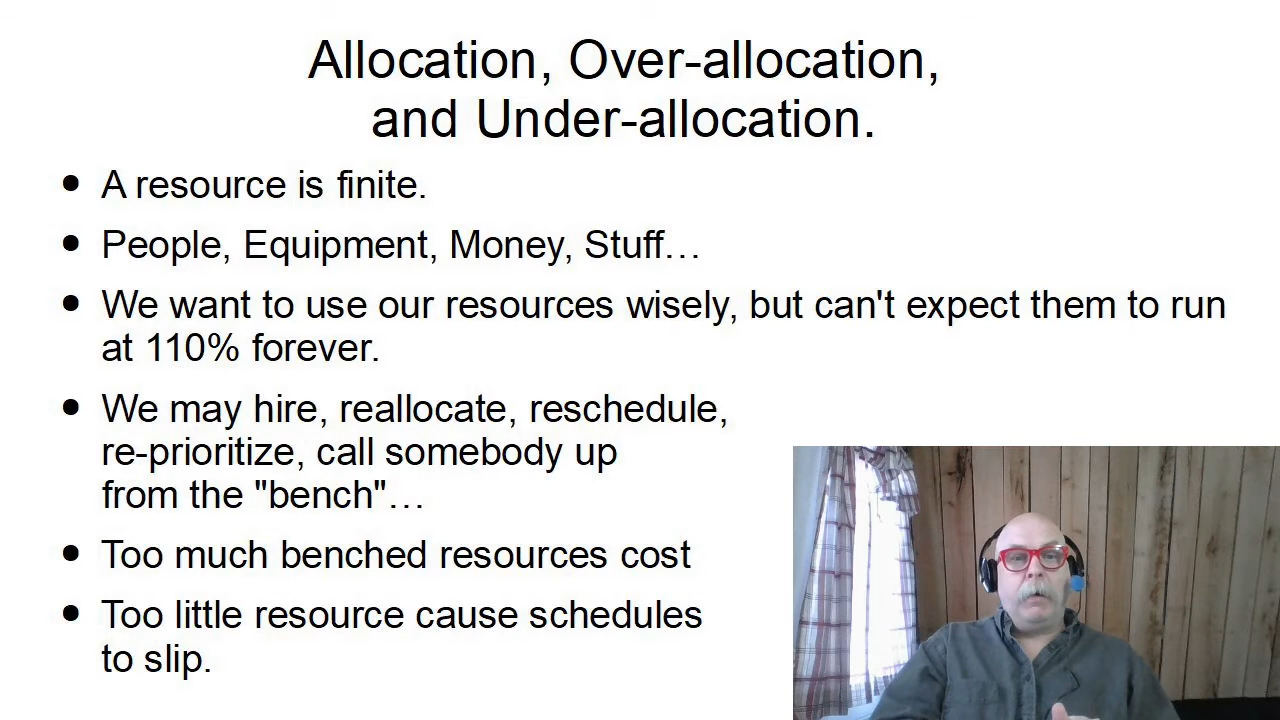 Allocation, Over-allocation,
and Under-allocation.
● A resource is finite.
● People, Equipment, Money, Stuff…
● We want to use our resources wisely, but can't expect them to run
at 110% forever.
● We may hire, reallocate, reschedule,
re-prioritize, call somebody up
from the "bench"…
● Too much benched resources cost
● Too little resource cause schedules
to slip.